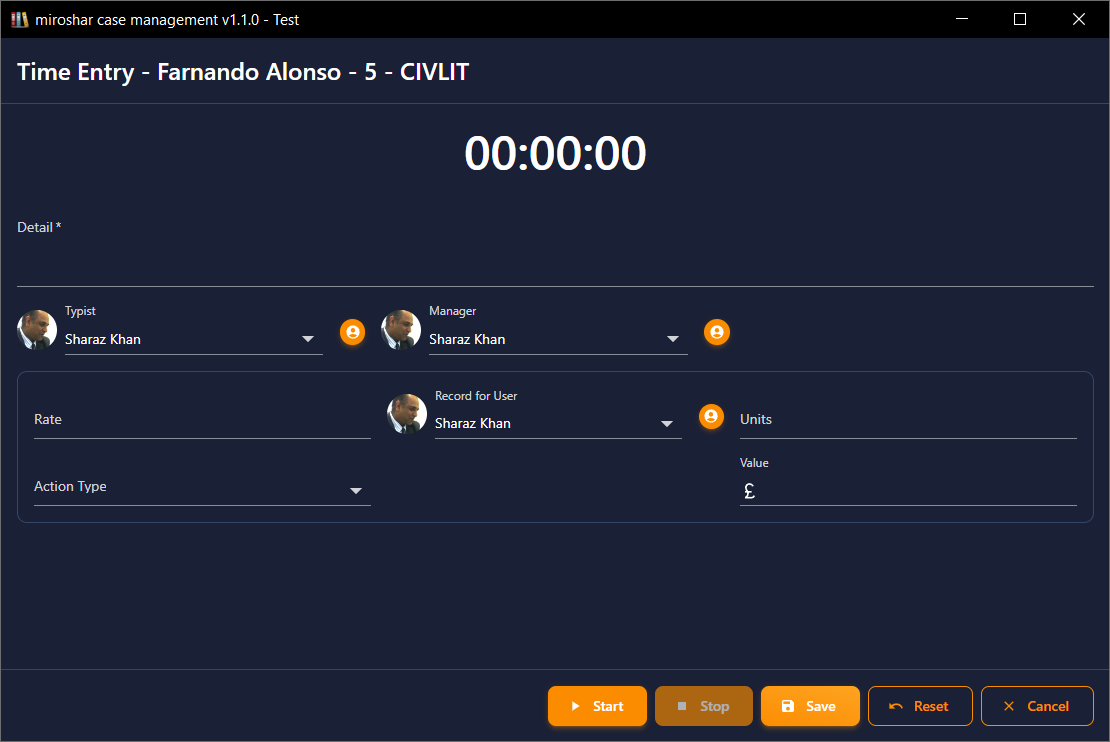 miroshar case management v1.1.0 - Test
Time Entry - Farnando Alonso - 5 - CIVLIT
00:00:00
Detail *
Typist
Sharaz Khan
Manager
Sharaz Khan
Rate
Record for User
Sharaz Khan
Units
Action Type
Value
£
Start
Stop
Save
Reset
Cancel